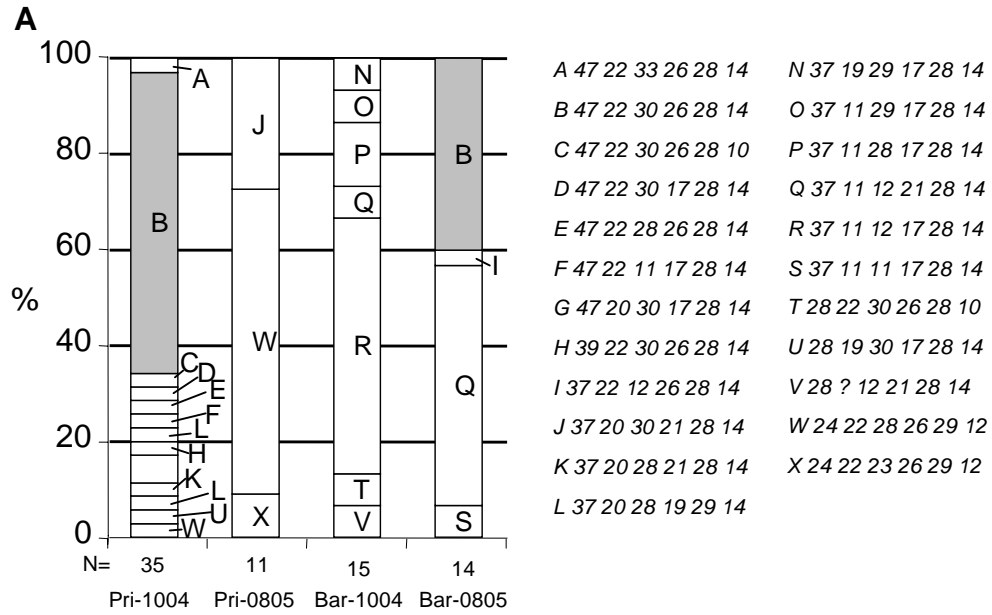 A
100
80
60
40
20
0
%
A
B
C
D
E
F
L
H
K
L
U
W
J
W
X
N
O
P
Q
R
T
V
B
I
Q
S
N= 35 11 15 14
Pri-1004 Pri-0805 Bar-1004 Bar-0805
A 47 22 33 26 28 14
B 47 22 30 26 28 14
C 47 22 30 26 28 10
D 47 22 30 17 28 14
E 47 22 28 26 28 14
F 47 22 11 17 28 14
G 47 20 30 17 28 14
H 39 22 30 26 28 14
I 37 22 12 26 28 14
J 37 20 30 21 28 14
K 37 20 28 21 28 14
L 37 20 28 19 29 14
N 37 19 29 17 28 14
O 37 11 29 17 28 14
P 37 11 28 17 28 14
Q 37 11 12 21 28 14
R 37 11 12 17 28 14
S 37 11 11 17 28 14
T 28 22 30 26 28 10
U 28 19 30 17 28 14
V 28 ? 12 21 28 14
W 24 22 28 26 29 12
X 24 22 23 26 29 12